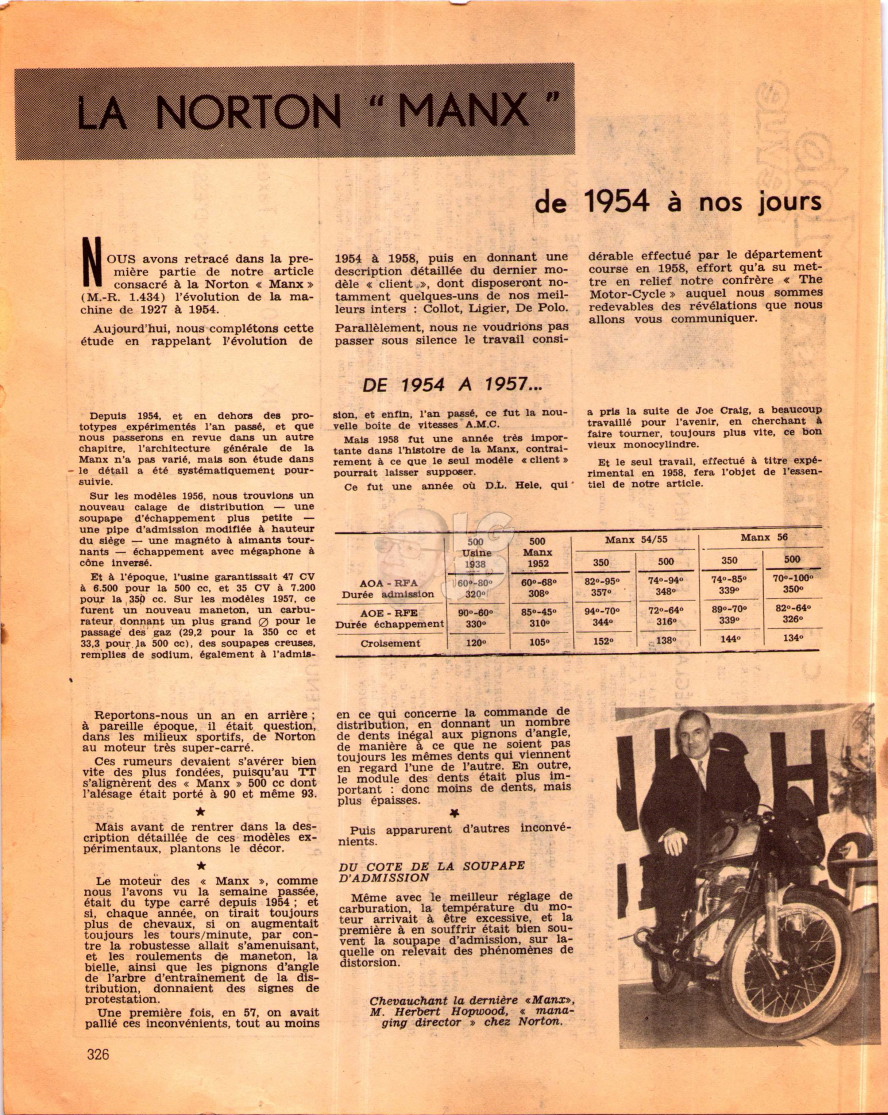 LA NORTON " MANX "
de 1954 à nos jours
NOUS avons retracé dans la pre-
mière partie de notre article
consacré à la Norton « Manx »
(M.-R. 1.434) l'évolution de la ma-
chine de 1927 à 1954.
Aujourd'hui, nous complétons cette
étude en rappelant l'évolution de
1954 à 1958, puis en donnant une
description détaillée du dernier mo-
dèle « client », dont disposeront no-
tamment quelques-uns de nos meil-
leurs inters : Collot, Ligier, De Polo.
Parallèlement, nous ne voudrions pas
passer sous silence le travail consi-
dérable effectué par le département
course en 1958, effort qu'a su met-
tre en relief notre confrère « The
Motor-Cycle » auquel nous sommes
redevables des révélations que nous
allons vous communiquer.
DE 1954 A 1957...
Depuis 1954, et en dehors des pro-
totypes expérimentés l'an passé, et que
nous passerons en revue dans un autre
chapitre, l'architecture générale de la
Manx n'a pas varié, mais son étude dans
le détail a été systématiquement pour-
suivie.
Sur les modèles 1956, nous trouvions un
nouveau calage de distribution — une
soupape d'échappement plus petite —
une pipe d'admission modifiée à hauteur
du siège — une magnéto à aimants tour-
nants — échappement avec mégaphone à
cône inversé.
Et à l'époque, l'usine garantissait 47 CV
à 6.500 pour la 500 cc, et 35 CV à 7.200
pour la 350 cc. Sur les modèles 1957, ce
furent un nouveau maneton, un carbu-
rateur donnant un plus grand Ø pour le
passage des gaz (29,2 pour la 350 cc et
33,3 pour la 500 cc), des soupapes creuses,
remplies de sodium, également à l'admis-
sion, et enfin, l'an passé, ce fut la nou-
velle boîte de vitesses A.M.C.
Mais 1958 fut une année très impor-
tante dans l'histoire de la Manx, contrai-
rement à ce que le seul modèle « client »
pourrait laisser supposer.
Ce fut une année où D.L. Hele, qui
a pris la suite de Joe Craig, a beaucoup
travaillé pour l'avenir, en cherchant à
faire tourner, toujours plus vite, ce bon
vieux monocylindre.
Et le seul travail, effectué à titre expé-
rimental en 1958, fera l'objet de l'essen-
tiel de notre article.
500 Usine 1938 500 Manx 1952 Manx 54/55 Manx 56
350 500 350 500
AOA - RFA 60°-80° 60°-68° 82°-95° 74°-94° 74°-85° 70°-100°
Durée admission 320° 308° 357° 348° 339° 350°
AOE - RFE 90°-60° 85°-45° 94°-70° 72°-64° 89°-70° 82°-64°
Durée échappement 330° 310° 344° 316° 339° 326°
Croisement 120° 105° 152° 138° 144° 134°
Reportons-nous un an en arrière ;
à pareille époque, il était question,
dans les milieux sportifs, de Norton
au moteur très super-carré.
Ces rumeurs devaient s'avérer bien
vite des plus fondées, puisqu'au TT
s'alignèrent des « Manx » 500 cc dont
l'alésage était porté à 90 et même 93.
★
Mais avant de rentrer dans la des-
cription détaillée de ces modèles ex-
périmentaux, plantons le décor.
★
Le moteur des « Manx », comme
nous l'avons vu la semaine passée,
était du type carré depuis 1954 ; et
si, chaque année, on tirait toujours
plus de chevaux, si on augmentait
toujours les tours/minute, par con-
tre la robustesse allait s'amenuisant,
et les roulements de maneton, la
bielle, ainsi que les pignons d'angle
de l'arbre d'entraînement de la dis-
tribution, donnaient des signes de
protestation.
Une première fois, en 57, on avait
pallié ces inconvénients, tout au moins
en ce qui concerne la commande de
distribution, en donnant un nombre
de dents inégal aux pignons d'angle,
de manière à ce que ne soient pas
toujours les mêmes dents qui viennent
en regard l'une de l'autre. En outre,
le module des dents était plus im-
portant : donc moins de dents, mais
plus épaisses.
★
Puis apparurent d'autres inconvé-
nients.
DU COTE DE LA SOUPAPE
D'ADMISSION
Même avec le meilleur réglage de
carburation, la température du mo-
teur arrivait à être excessive, et la
première à en souffrir était bien sou-
vent la soupape d'admission, sur la-
quelle on relevait des phénomènes de
distorsion.
Chevauchant la dernière «Manx»,
M. Herbert Hopwood, « mana-
ging director » chez Norton.
326